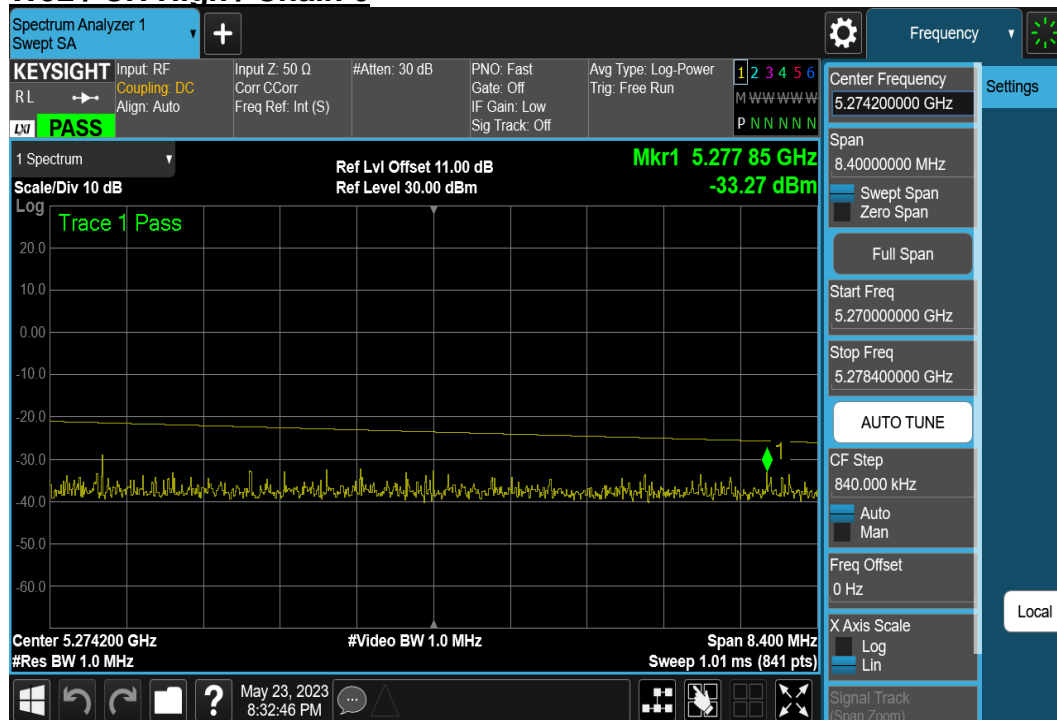 Spectrum Analyzer 1
Swept SA
Frequency
KEYSIGHT
RL
LXI PASS
Input: RF
Coupling: DC
Align: Auto
Input Z: 50 Ω
Corr CCorr
Freq Ref: Int (S)
#Atten: 30 dB
PNO: Fast
Gate: Off
IF Gain: Low
Sig Track: Off
Avg Type: Log-Power
Trig: Free Run
1 2 3 4 5 6
M W W W W W
P N N N N N
1 Spectrum
Scale/Div 10 dB
Ref Lvl Offset 11.00 dB
Ref Level 30.00 dBm
Mkr1 5.277 85 GHz
-33.27 dBm
Log
Trace 1 Pass
20.0
10.0
0.00
-10.0
-20.0
-30.0
-40.0
-50.0
-60.0
1
Center 5.274200 GHz
#Res BW 1.0 MHz
#Video BW 1.0 MHz
Span 8.400 MHz
Sweep 1.01 ms (841 pts)
?
May 23, 2023
8:32:46 PM
Center Frequency
5.274200000 GHz
Span
8.40000000 MHz
Swept Span
Zero Span
Full Span
Start Freq
5.270000000 GHz
Stop Freq
5.278400000 GHz
AUTO TUNE
CF Step
840.000 kHz
Auto
Man
Freq Offset
0 Hz
X Axis Scale
Log
Lin
Signal Track
(Span Zoom)
Settings
Local